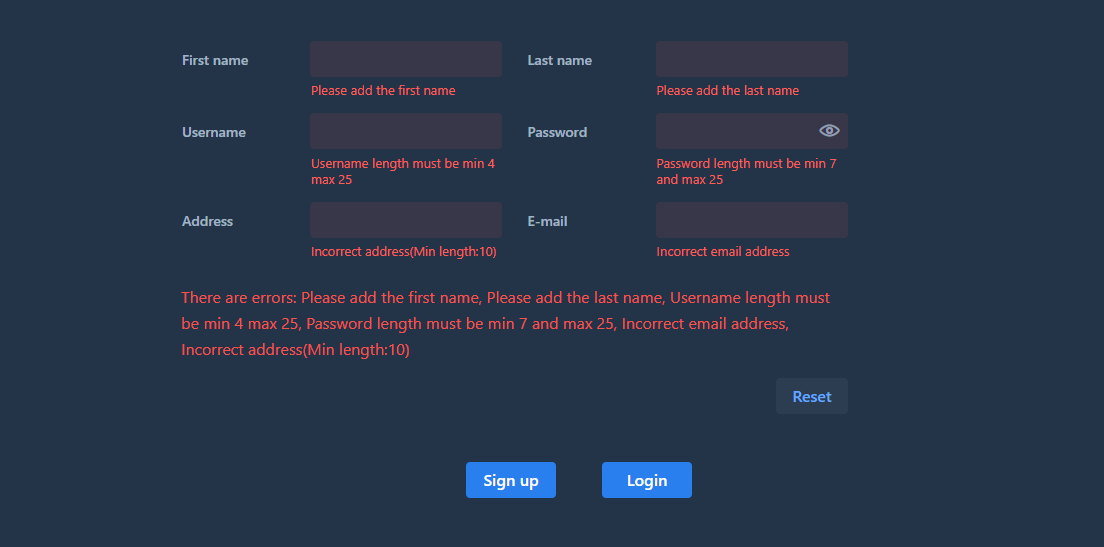 First name
Last name
Please add the first name
Please add the last name
Username
Password
Username length must be min 4
max 25
Password length must be min 7
and max 25
Address
E-mail
Incorrect address(Min length:10)
Incorrect email address
There are errors: Please add the first name, Please add the last name, Username length must
be min 4 max 25, Password length must be min 7 and max 25, Incorrect email address,
Incorrect address(Min length:10)
Reset
Sign up
Login